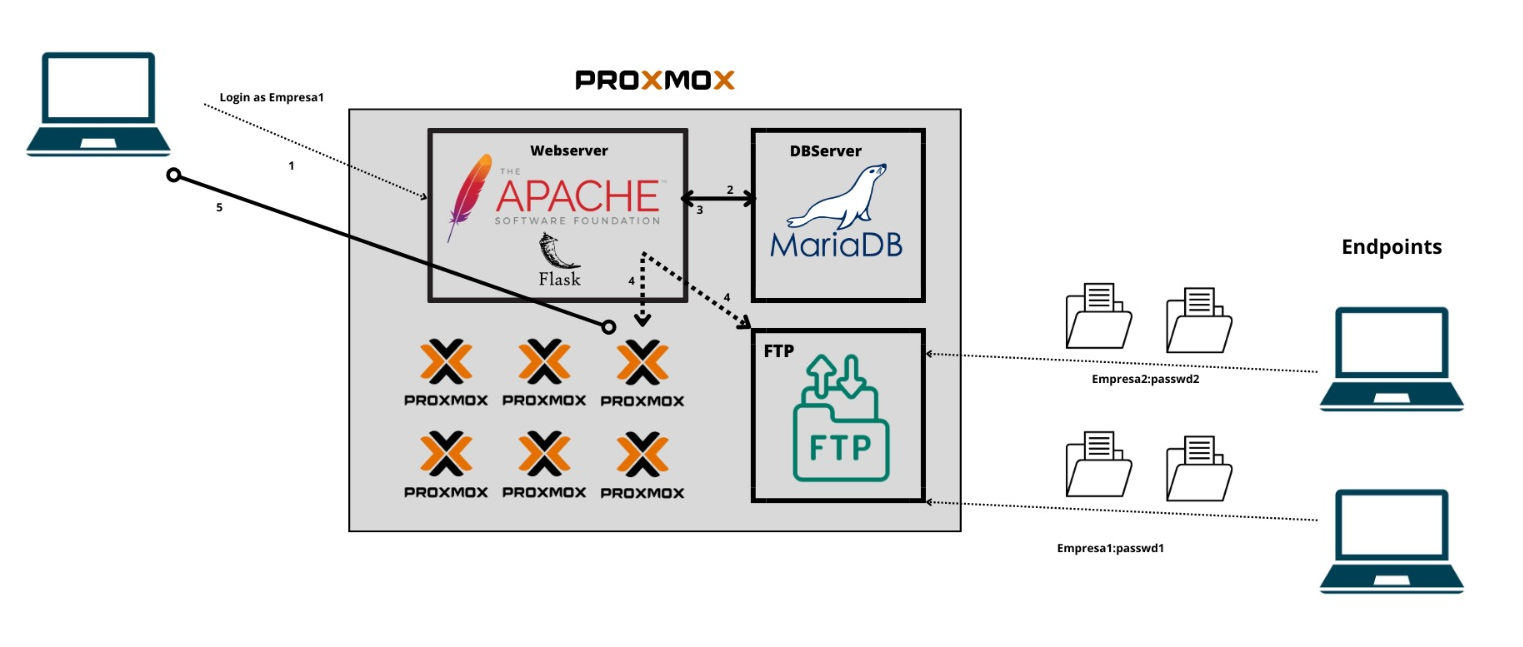 PROXMOX
Login as Empresa1
1
5
Webserver
THE
APACHE™
SOFTWARE FOUNDATION
Flask
2
3
DBServer
MariaDB
4
4
PROXMOX
PROXMOX
PROXMOX
PROXMOX
PROXMOX
PROXMOX
FTP
FTP
Endpoints
Empresa2:passwd2
Empresa1:passwd1